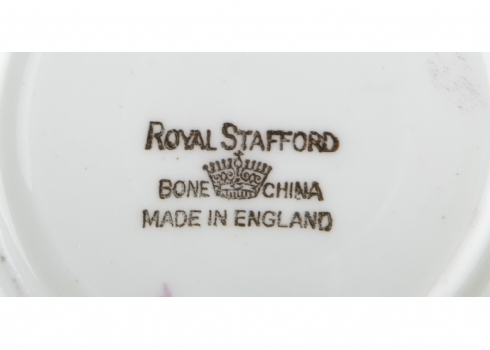 ROYAL STAFFORD
BONE CHINA
MADE IN ENGLAND